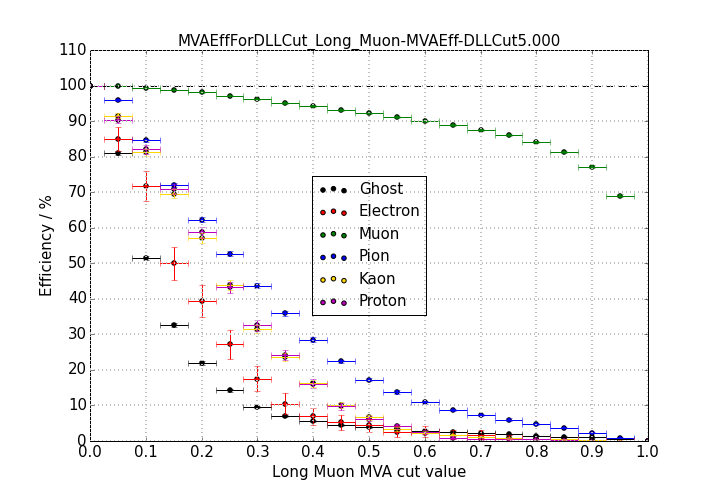 MVAEffForDLLCut_Long_Muon-MVAEff-DLLCut5.000
110
100
90
80
70
60
50
40
30
20
10
0
Efficiency / %
Ghost
Electron
Muon
Pion
Kaon
Proton
0.0 0.1 0.2 0.3 0.4 0.5 0.6 0.7 0.8 0.9 1.0
Long Muon MVA cut value